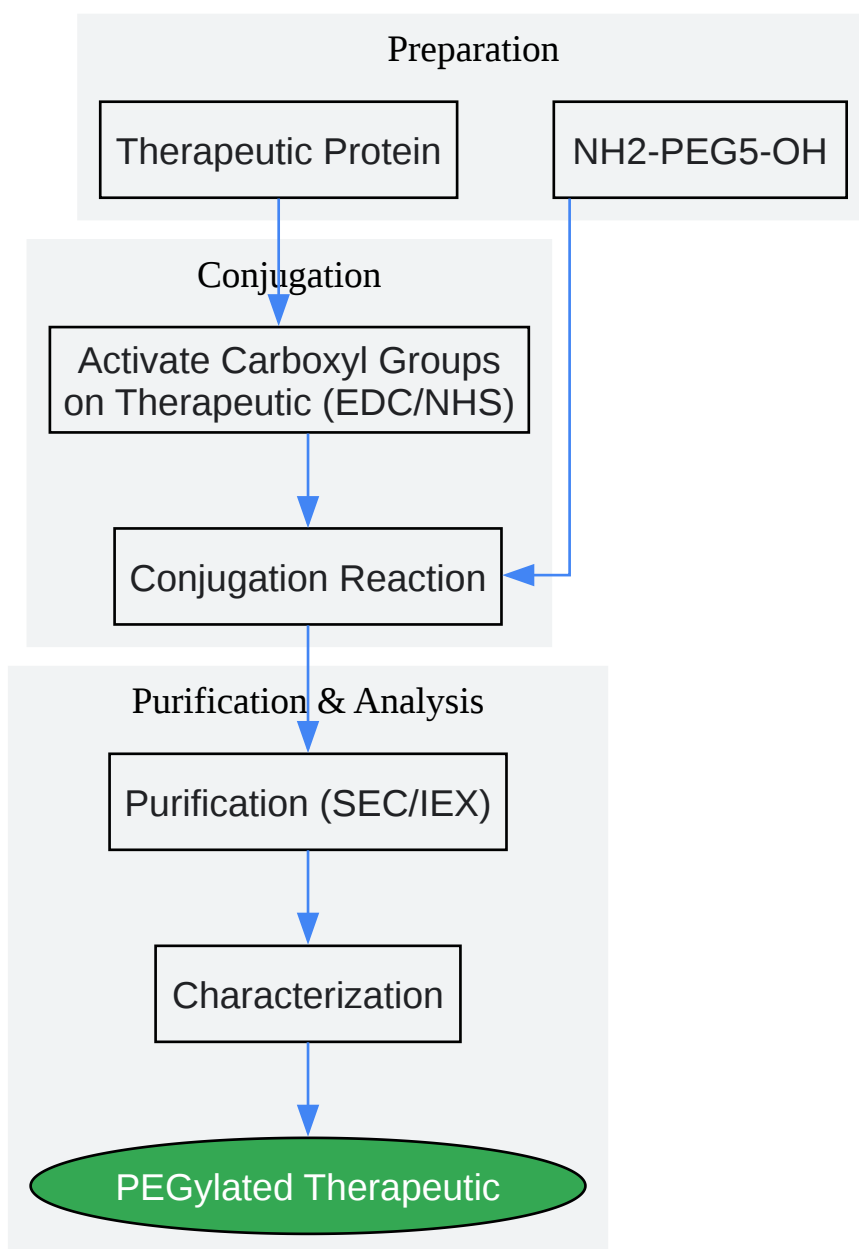 Preparation
Therapeutic Protein
NH2-PEG5-OH
Conjugation
Activate Carboxyl Groups
on Therapeutic (EDC/NHS)
Conjugation Reaction
Purification & Analysis
Purification (SEC/IEX)
Characterization
PEGylated Therapeutic